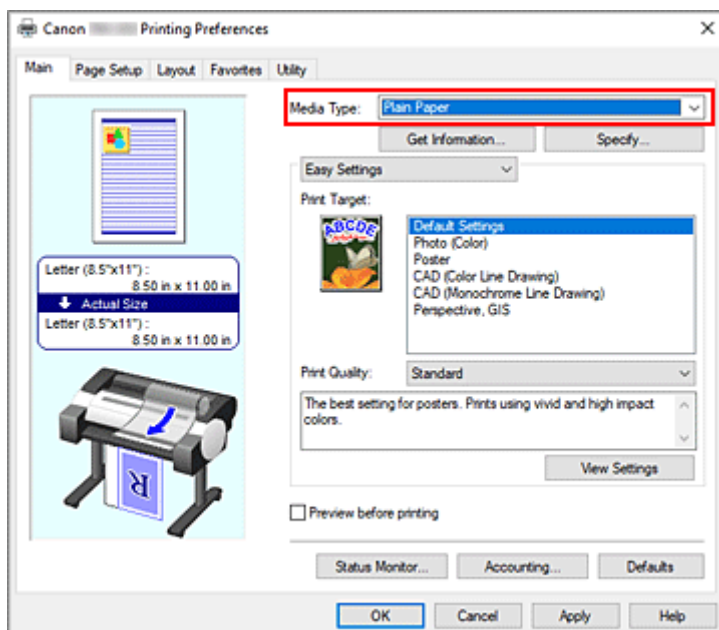 Canon Printing Preferences
Main Page Setup Layout Favorites Utility
Media Type: Plain Paper
Get Information... Specify...
Easy Settings
Print Target:
ABCDE
Default Settings
Photo (Color)
Poster
CAD (Color Line Drawing)
CAD (Monochrome Line Drawing)
Perspective, GIS
Letter (8.5"x11") :
8.50 in x 11.00 in
Actual Size
Letter (8.5"x11") :
8.50 in x 11.00 in
R
Print Quality: Standard
The best setting for posters. Prints using vivid and high impact
colors.
View Settings
Preview before printing
Status Monitor... Accounting... Defaults
OK Cancel Apply Help